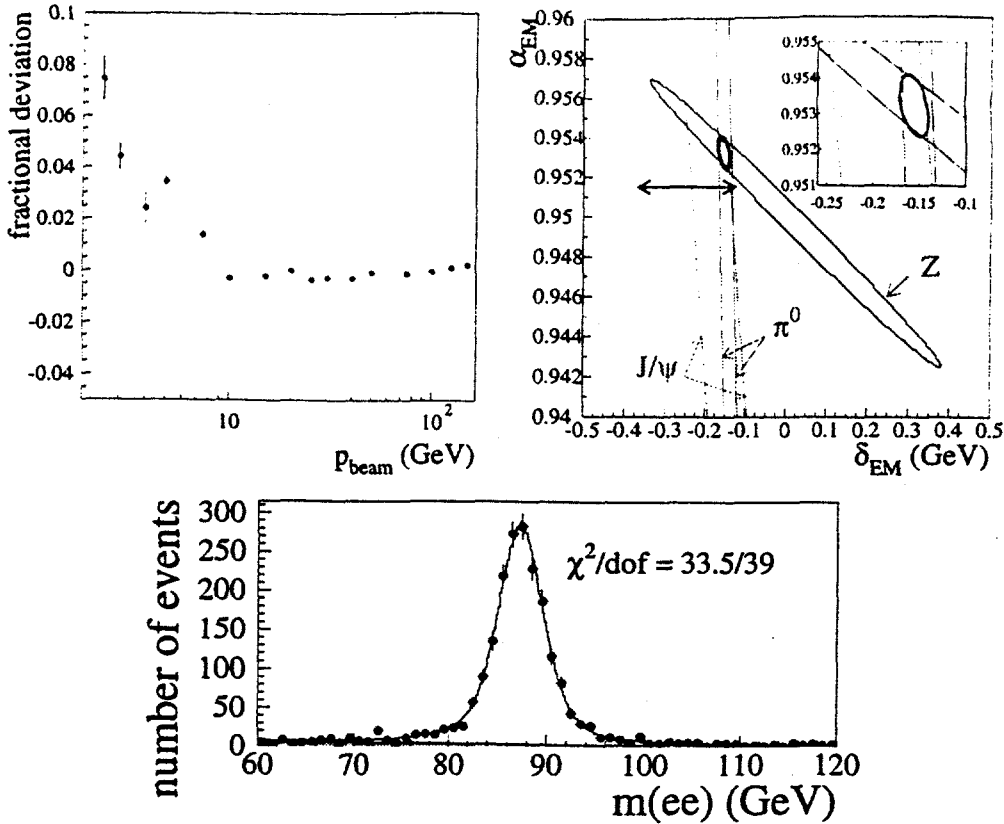 fractional deviation
0.1
0.08
0.06
0.04
0.02
0
-0.02
-0.04
10
10²
p_beam (GeV)
α_EM
0.96
0.958
0.956
0.954
0.952
0.95
0.948
0.946
0.944
0.942
0.94
-0.5 -0.4 -0.3 -0.2 -0.1 0 0.1 0.2 0.3 0.4 0.5
δ_EM (GeV)
Z
π⁰
J/ψ
0.955
0.954
0.953
0.952
0.951
-0.25 -0.2 -0.15 -0.1
number of events
300
250
200
150
100
50
0
60 70 80 90 100 110 120
m(ee) (GeV)
χ²/dof = 33.5/39